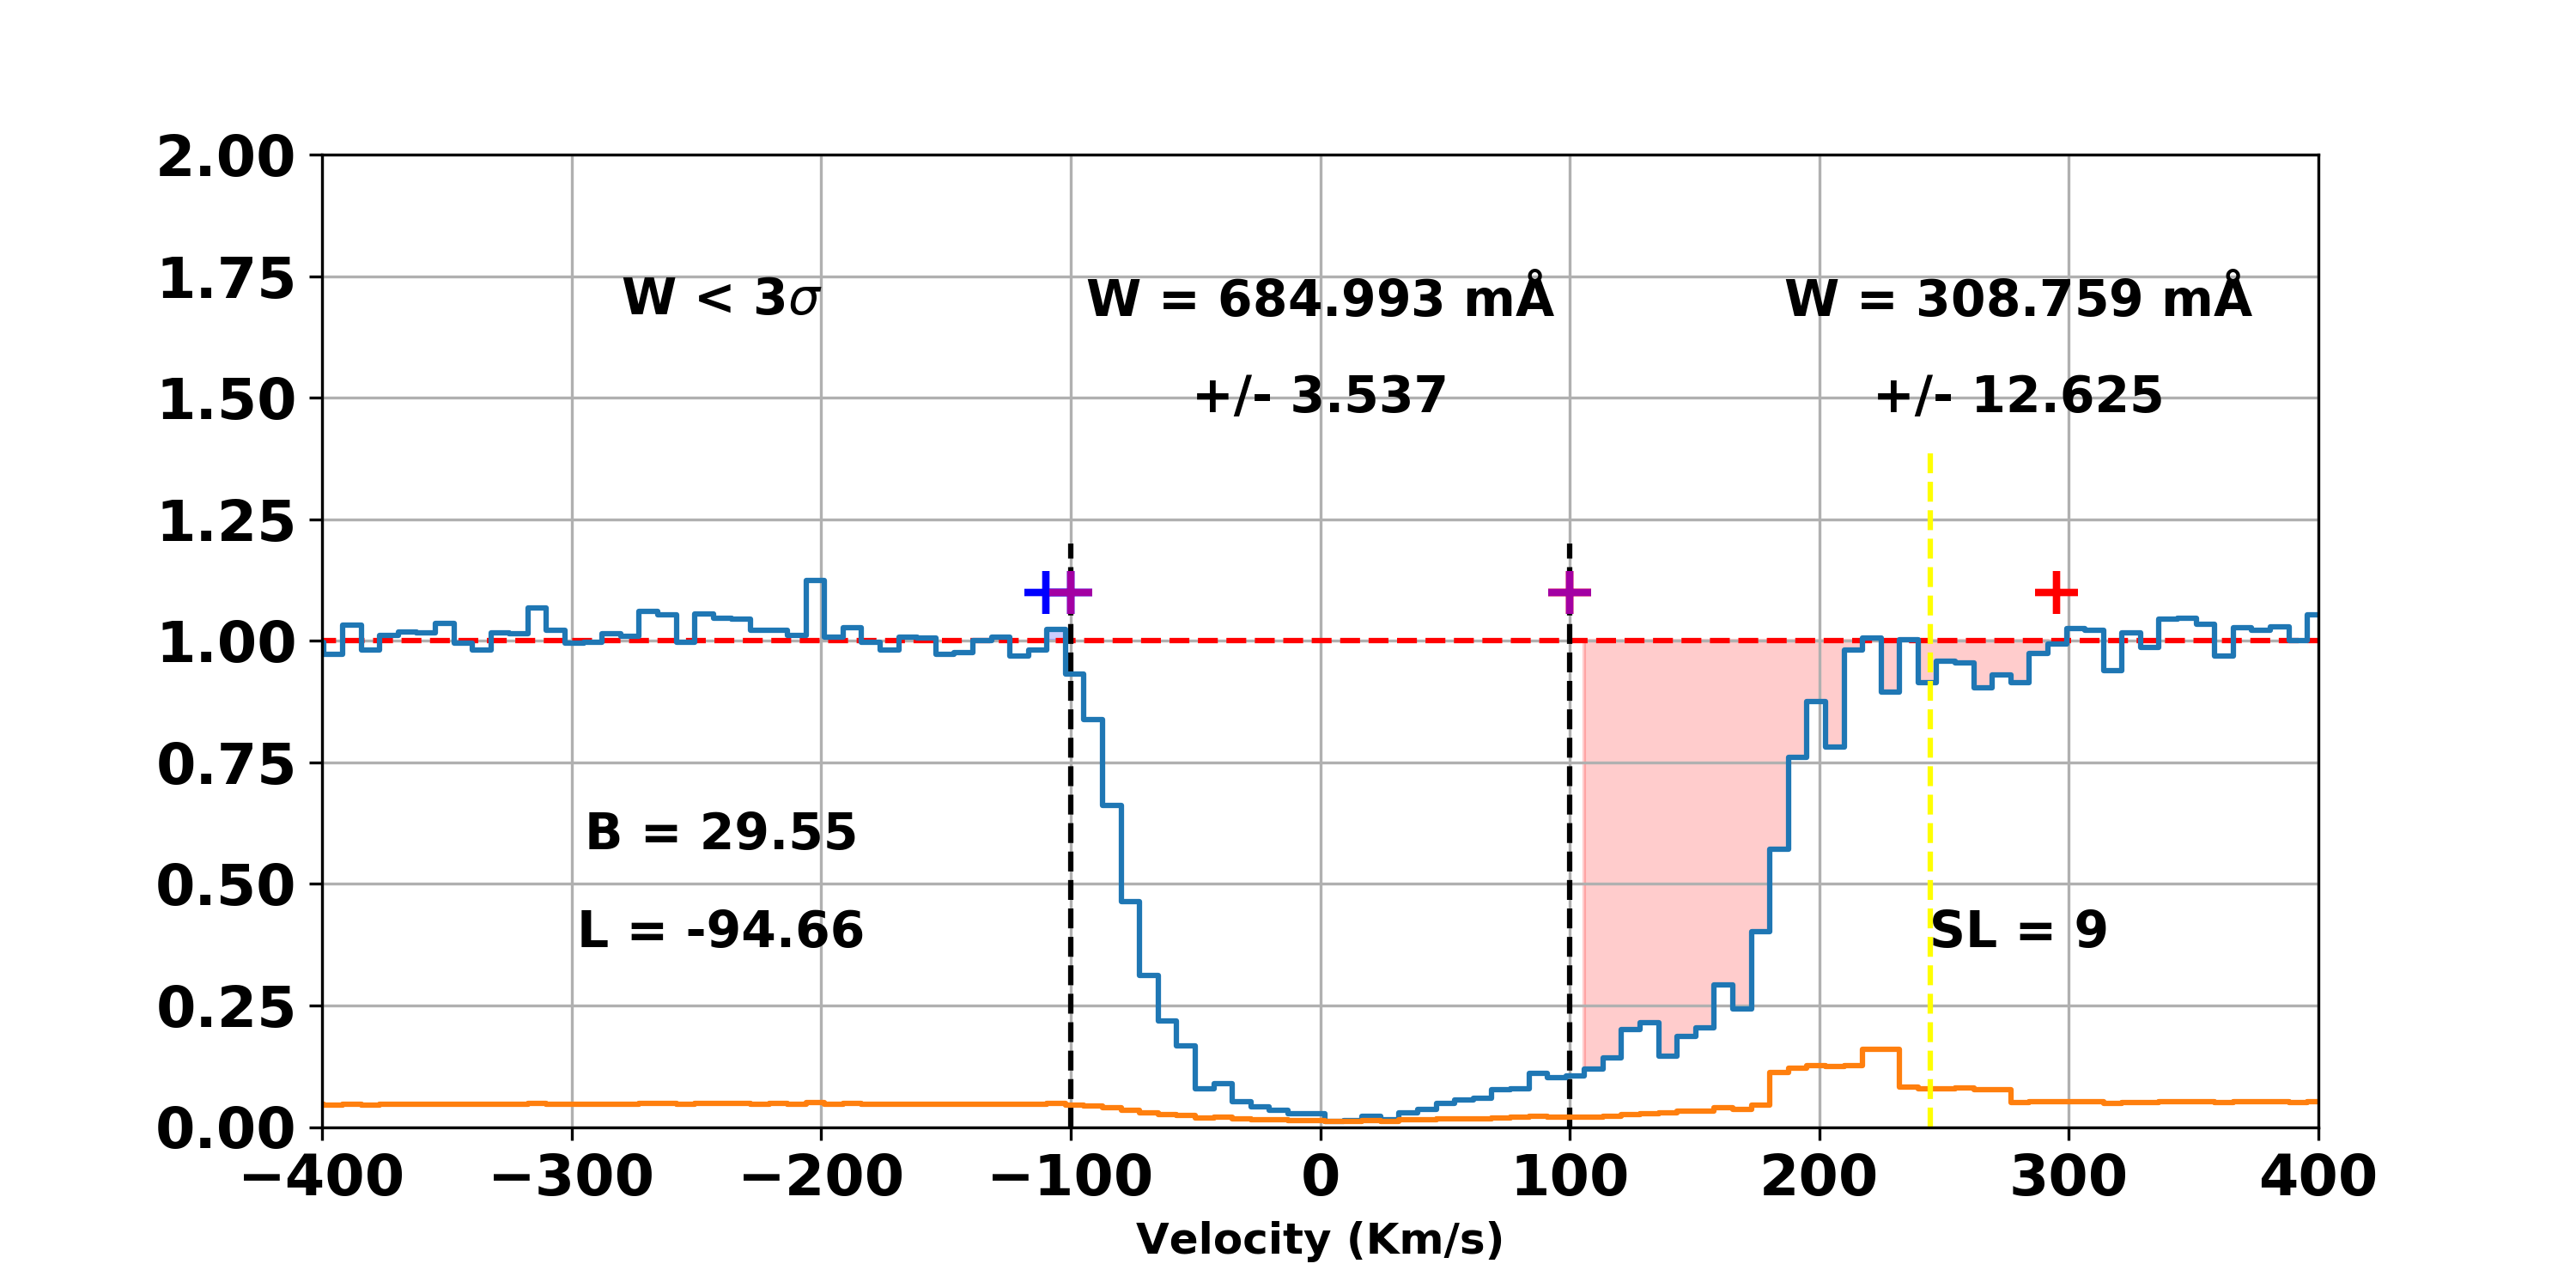 2.00
1.75
W < 3σ
W = 684.993 mÅ
W = 308.759 mÅ
1.50
+/- 3.537
+/- 12.625
1.25
1.00
0.75
B = 29.55
0.50
L = -94.66
SL = 9
0.25
0.00
−400 −300 −200 −100 0 100 200 300 400
Velocity (Km/s)